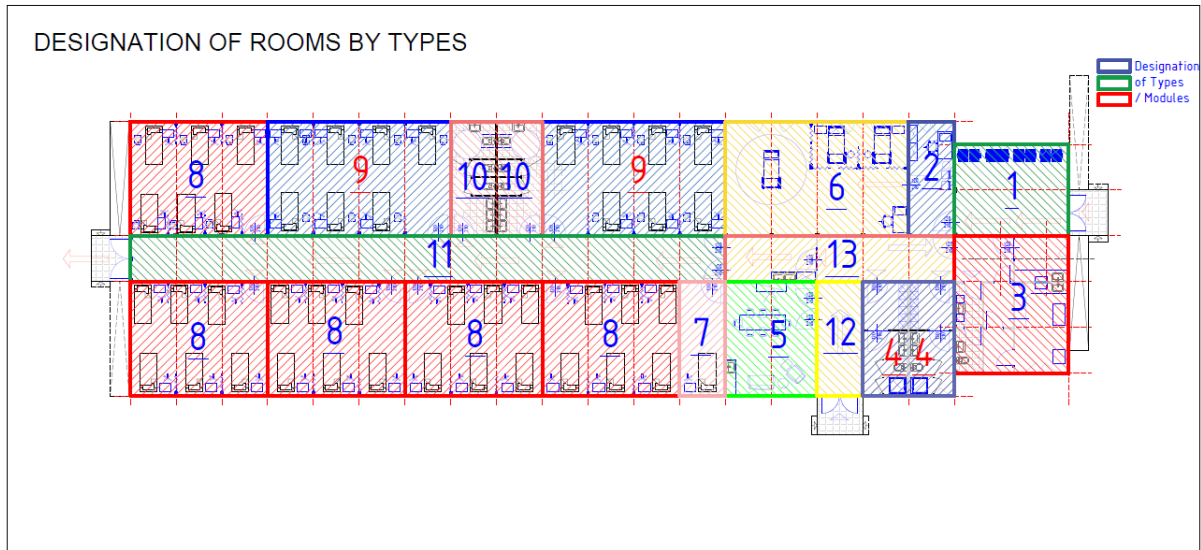 DESIGNATION OF ROOMS BY TYPES
Designation
of Types
/ Modules
8 9 10 10 9 6 2 1
11 13 3
8 8 8 8 7 5 12 4 4